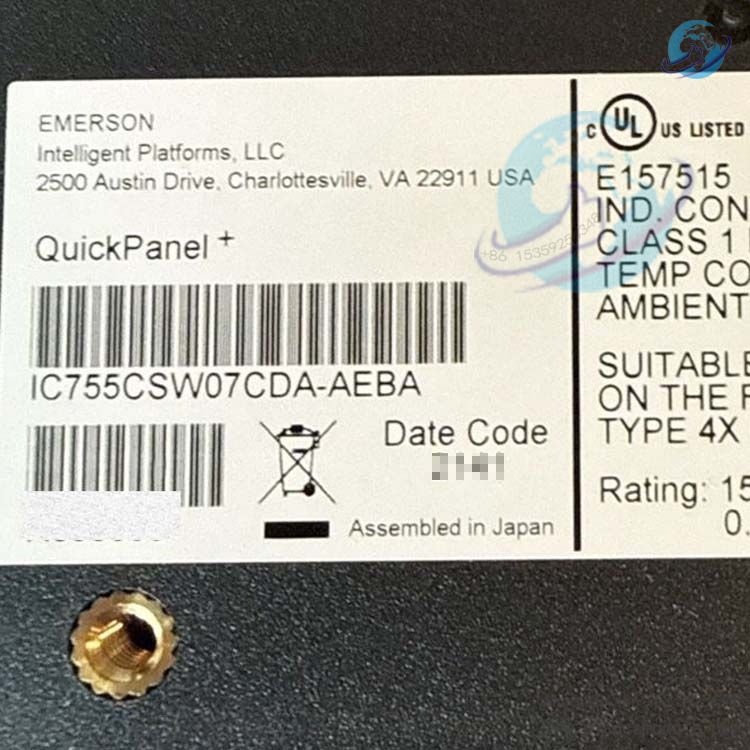 EMERSON
Intelligent Platforms, LLC
2500 Austin Drive, Charlottesville, VA 22911 USA
QuickPanel +
IC755CSW07CDA-AEBA
Date Code
Assembled in Japan
C UL US LISTED
E157515
IND. CON
CLASS 1
TEMP CO
AMBIENT
SUITABLE
ON THE F
TYPE 4X
Rating: 15
0.